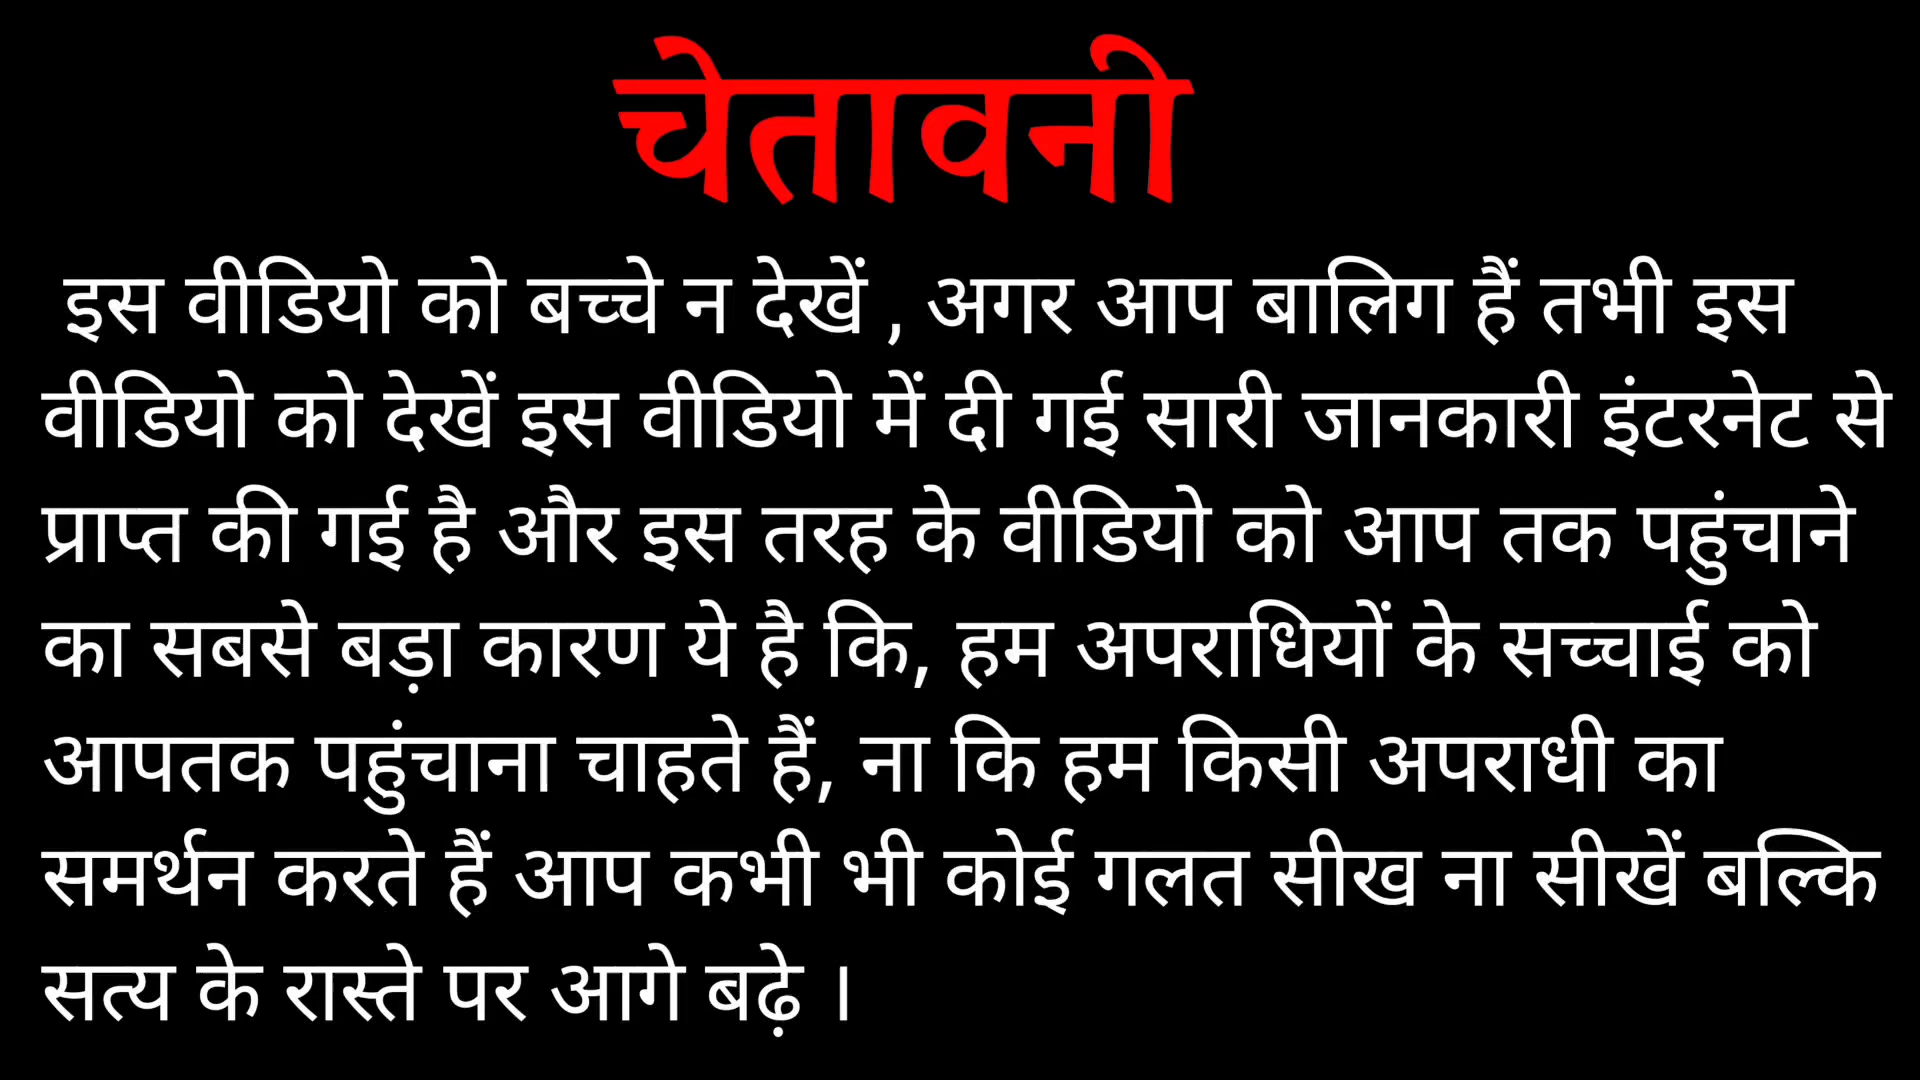 चेतावनी
इस वीडियो को बच्चे न देखें , अगर आप बालिग हैं तभी इस
वीडियो को देखें इस वीडियो में दी गई सारी जानकारी इंटरनेट से
प्राप्त की गई है और इस तरह के वीडियो को आप तक पहुंचाने
का सबसे बड़ा कारण ये है कि, हम अपराधियों के सच्चाई को
आपतक पहुंचाना चाहते हैं, ना कि हम किसी अपराधी का
समर्थन करते हैं आप कभी भी कोई गलत सीख ना सीखें बल्कि
सत्य के रास्ते पर आगे बढ़े ।